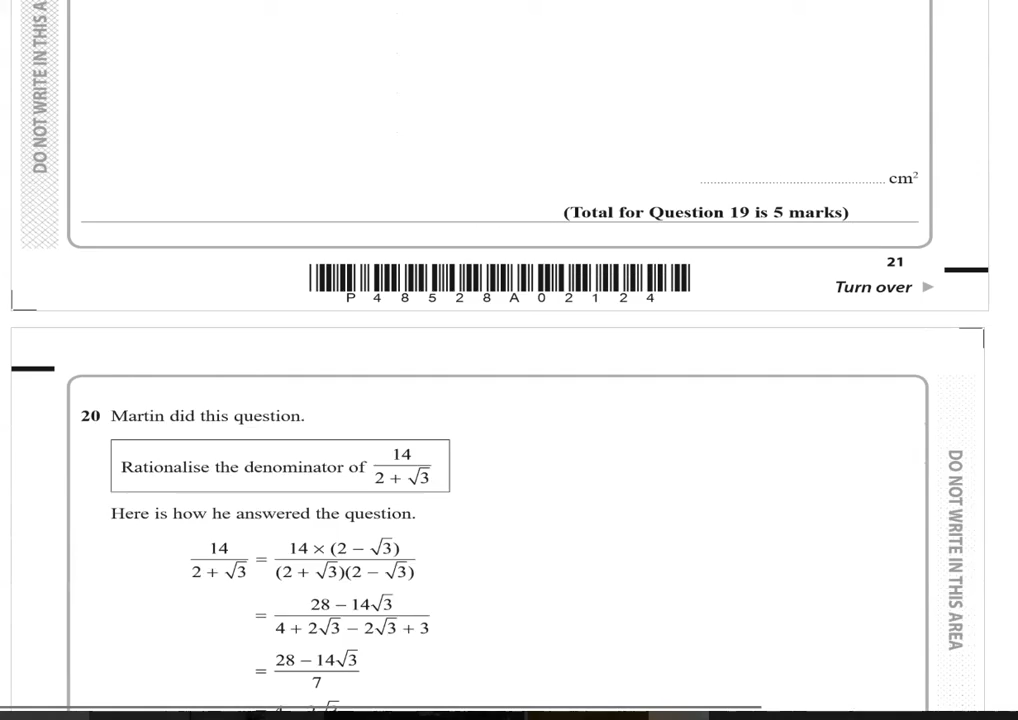 DO NOT WRITE IN THIS A
cm²
(Total for Question 19 is 5 marks)
21
P 4 8 5 2 8 A 0 2 1 2 4
Turn over ▶
20 Martin did this question.
Rationalise the denominator of 14/(2 + √3)
Here is how he answered the question.
14/(2 + √3) = (14 × (2 − √3))/((2 + √3)(2 − √3))
= (28 − 14√3)/(4 + 2√3 − 2√3 + 3)
= (28 − 14√3)/7
DO NOT WRITE IN THIS AREA